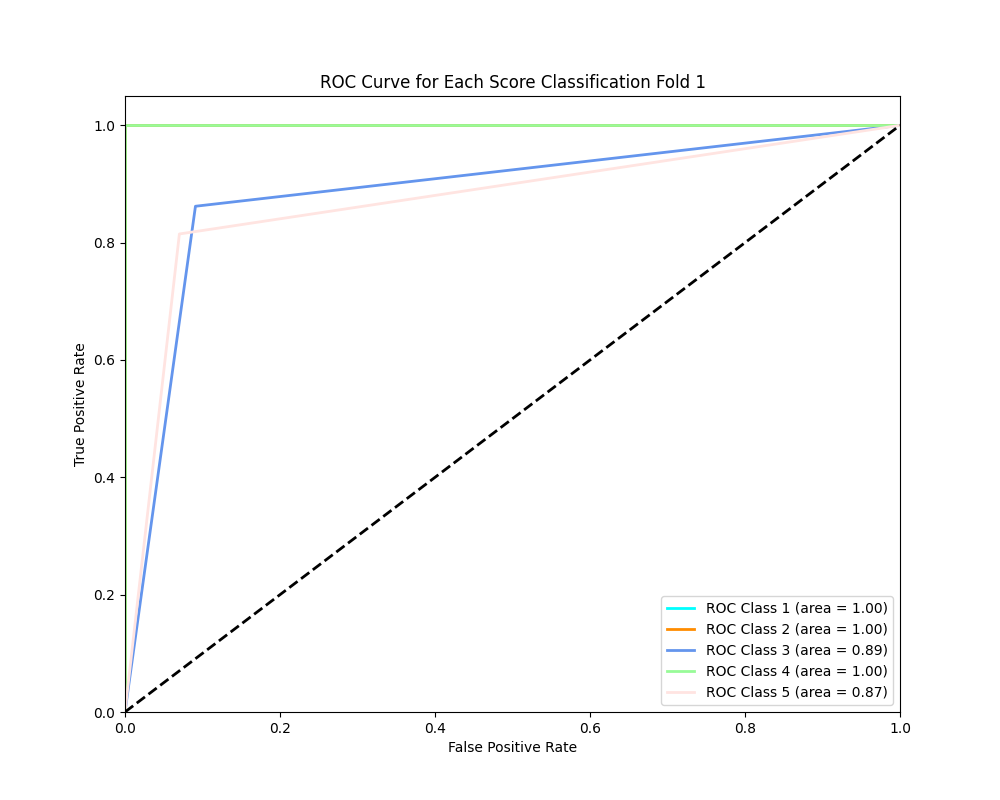 ROC Curve for Each Score Classification Fold 1
True Positive Rate
1.0
0.8
0.6
0.4
0.2
0.0
0.0 0.2 0.4 0.6 0.8 1.0
False Positive Rate
ROC Class 1 (area = 1.00)
ROC Class 2 (area = 1.00)
ROC Class 3 (area = 0.89)
ROC Class 4 (area = 1.00)
ROC Class 5 (area = 0.87)